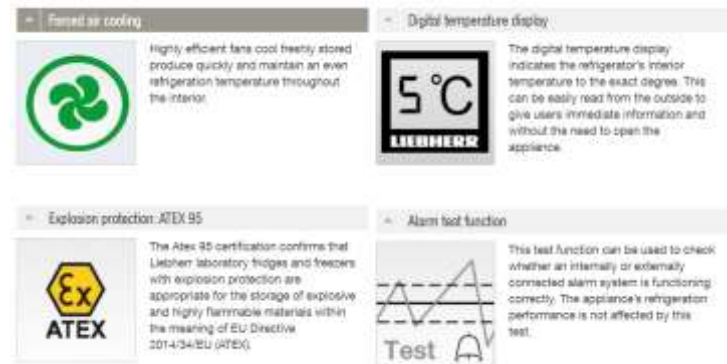 Forced air cooling
Highly efficient fans cool freshly stored
produce quickly and maintain an even
refrigeration temperature throughout
the interior.
Digital temperature display
5°C
LIEBHERR
The digital temperature display
indicates the refrigerator's interior
temperature to the exact degree. This
can be easily read from the outside to
give users immediate information and
without the need to open the
appliance.
Explosion protection: ATEX 95
Ex
ATEX
The Atex 95 certification confirms that
Liebherr laboratory fridges and freezers
with explosion protection are
appropriate for the storage of explosive
and highly flammable materials within
the meaning of EU Directive
2014/34/EU (ATEX).
Alarm test function
Test
This test function can be used to check
whether an internally or externally
connected alarm system is functioning
correctly. The appliance's refrigeration
performance is not affected by this
test.